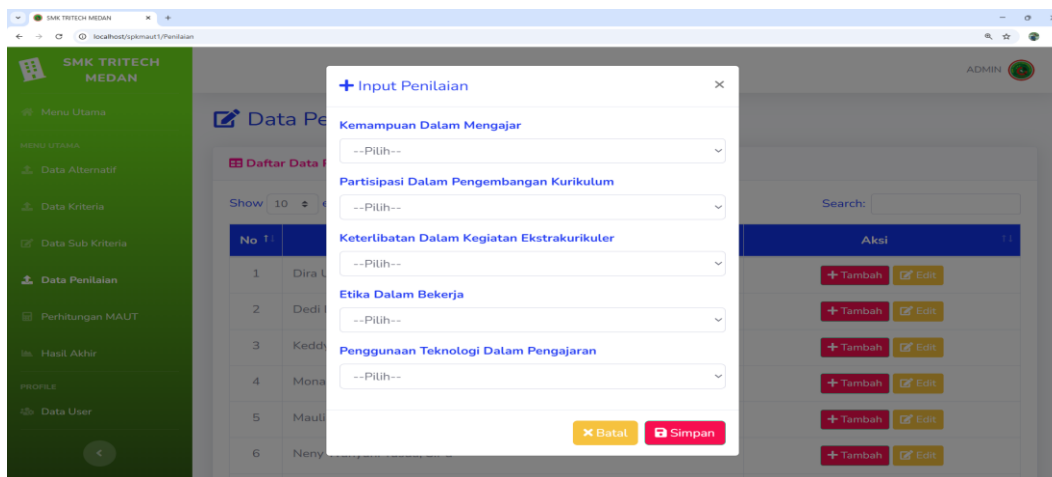 SMK TRITECH MEDAN
localhost/spkmaut1/Penilaian
SMK TRITECH
MEDAN
ADMIN
Menu Utama
MENU UTAMA
Data Alternatif
Data Kriteria
Data Sub Kriteria
Data Penilaian
Perhitungan MAUT
Hasil Akhir
PROFILE
Data User
Data Pe
Daftar Data
Show 10
Search:
No
Aksi
1 Dira + Tambah Edit
2 Dedi + Tambah Edit
3 Keddy + Tambah Edit
4 Mona + Tambah Edit
5 Mauli + Tambah Edit
6 Neny + Tambah Edit
+ Input Penilaian ×
Kemampuan Dalam Mengajar
--Pilih--
Partisipasi Dalam Pengembangan Kurikulum
--Pilih--
Keterlibatan Dalam Kegiatan Ekstrakurikuler
--Pilih--
Etika Dalam Bekerja
--Pilih--
Penggunaan Teknologi Dalam Pengajaran
--Pilih--
Batal Simpan